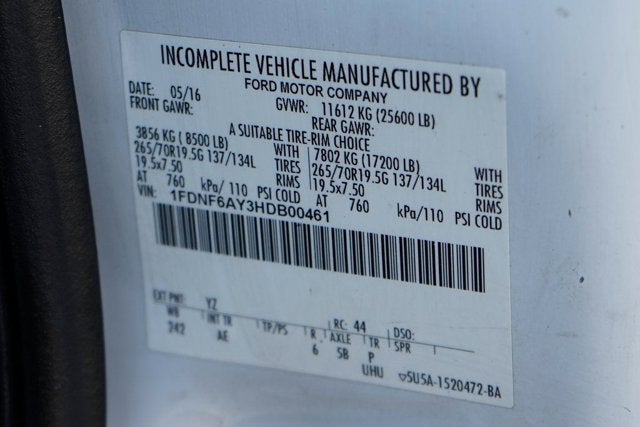 INCOMPLETE VEHICLE MANUFACTURED BY
FORD MOTOR COMPANY
DATE: 05/16 GVWR: 11612 KG (25600 LB)
FRONT GAWR: REAR GAWR:
A SUITABLE TIRE-RIM CHOICE
3856 KG ( 8500 LB) WITH 7802 KG (17200 LB) WITH
265/70R19.5G 137/134L TIRES 265/70R19.5G 137/134L TIRES
19.5x7.50 RIMS 19.5x7.50 RIMS
AT 760 kPa/ 110 PSI COLD AT 760 kPa/110 PSI COLD
VIN: 1FDNF6AY3HDB00461
EXT PNT: YZ RC: 44 DSO:
WB INT TR TP/PS R AXLE TR SPR
242 AE 6 5B P
UHU ▽5U5A-1520472-BA